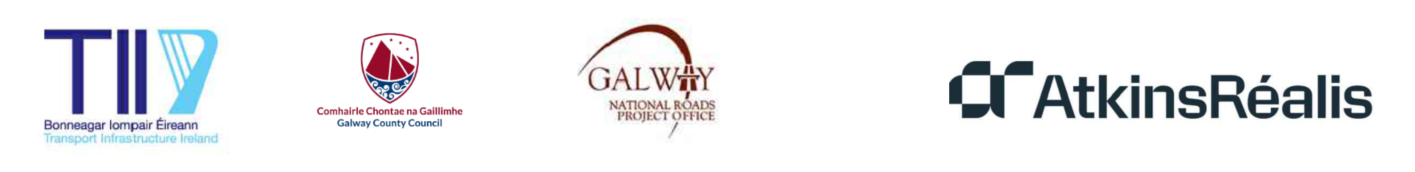 TII
Bonneagar Iompair Éireann
Transport Infrastructure Ireland
Comhairle Chontae na Gaillimhe
Galway County Council
GALWAY
NATIONAL ROADS
PROJECT OFFICE
AtkinsRéalis